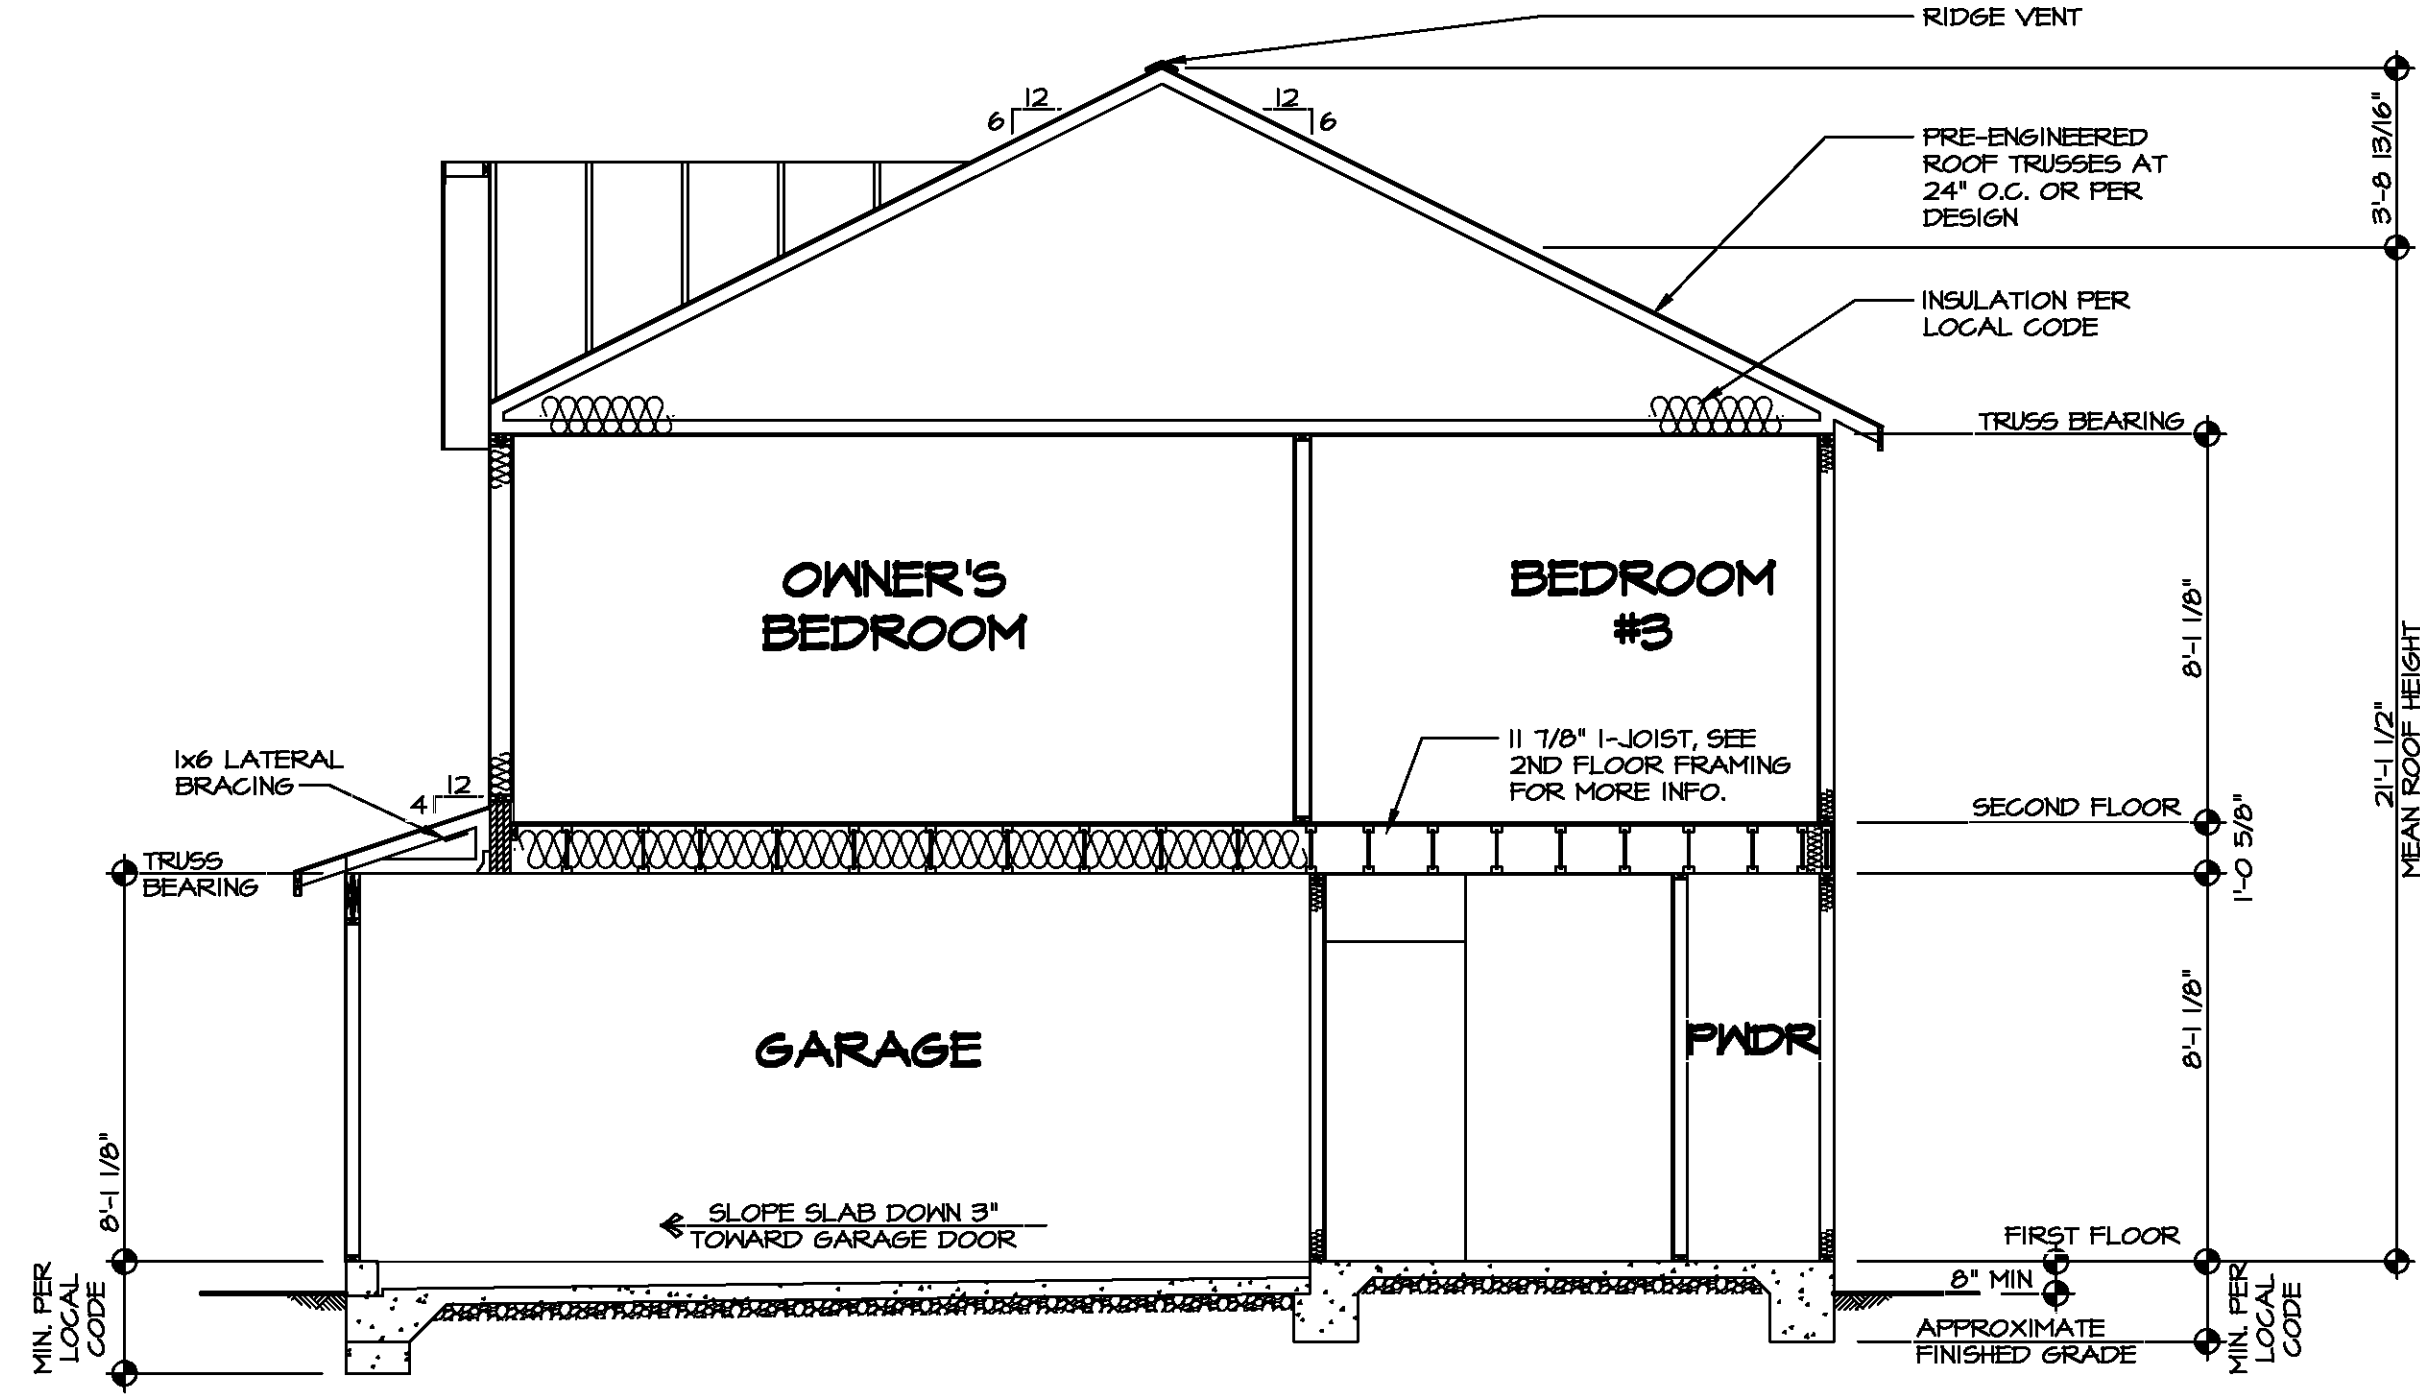 RIDGE VENT
12
6
12
6
3'-8 13/16"
PRE-ENGINEERED
ROOF TRUSSES AT
24" O.C. OR PER
DESIGN
INSULATION PER
LOCAL CODE
TRUSS BEARING
OWNER'S
BEDROOM
BEDROOM
#3
8'-1 1/8"
21'-1 1/2"
MEAN ROOF HEIGHT
11 7/8" I-JOIST, SEE
2ND FLOOR FRAMING
FOR MORE INFO.
1x6 LATERAL
BRACING
12
4
SECOND FLOOR
1'-0 5/8"
TRUSS
BEARING
GARAGE
PWDR
8'-1 1/8"
8'-1 1/8"
SLOPE SLAB DOWN 3"
TOWARD GARAGE DOOR
FIRST FLOOR
8" MIN
MIN. PER
LOCAL
CODE
MIN. PER
LOCAL
CODE
APPROXIMATE
FINISHED GRADE